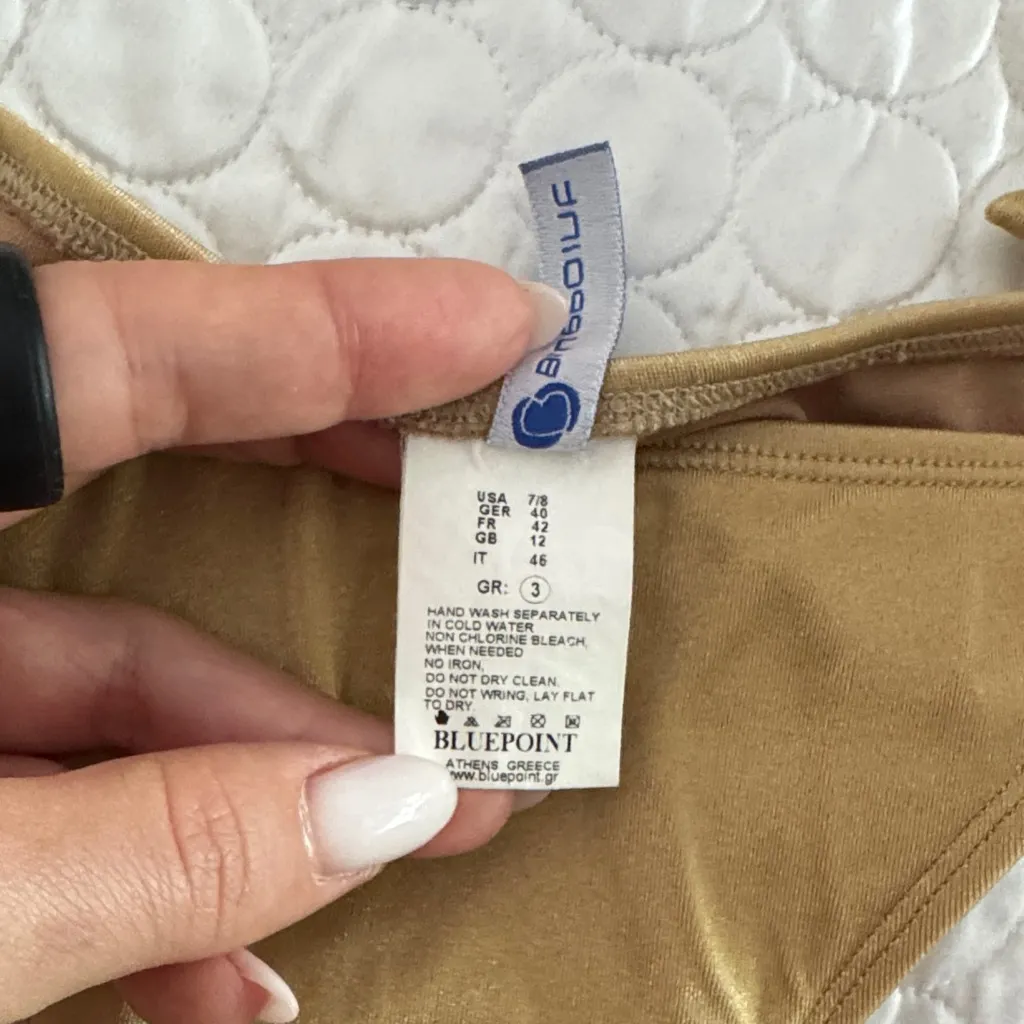 Bluepoint
USA 7/8
GER 40
FR 42
GB 12
IT 46
GR: 3
HAND WASH SEPARATELY
IN COLD WATER
NON CHLORINE BLEACH,
WHEN NEEDED
NO IRON,
DO NOT DRY CLEAN.
DO NOT WRING, LAY FLAT
TO DRY.
BLUEPOINT
ATHENS GREECE
www.bluepoint.gr